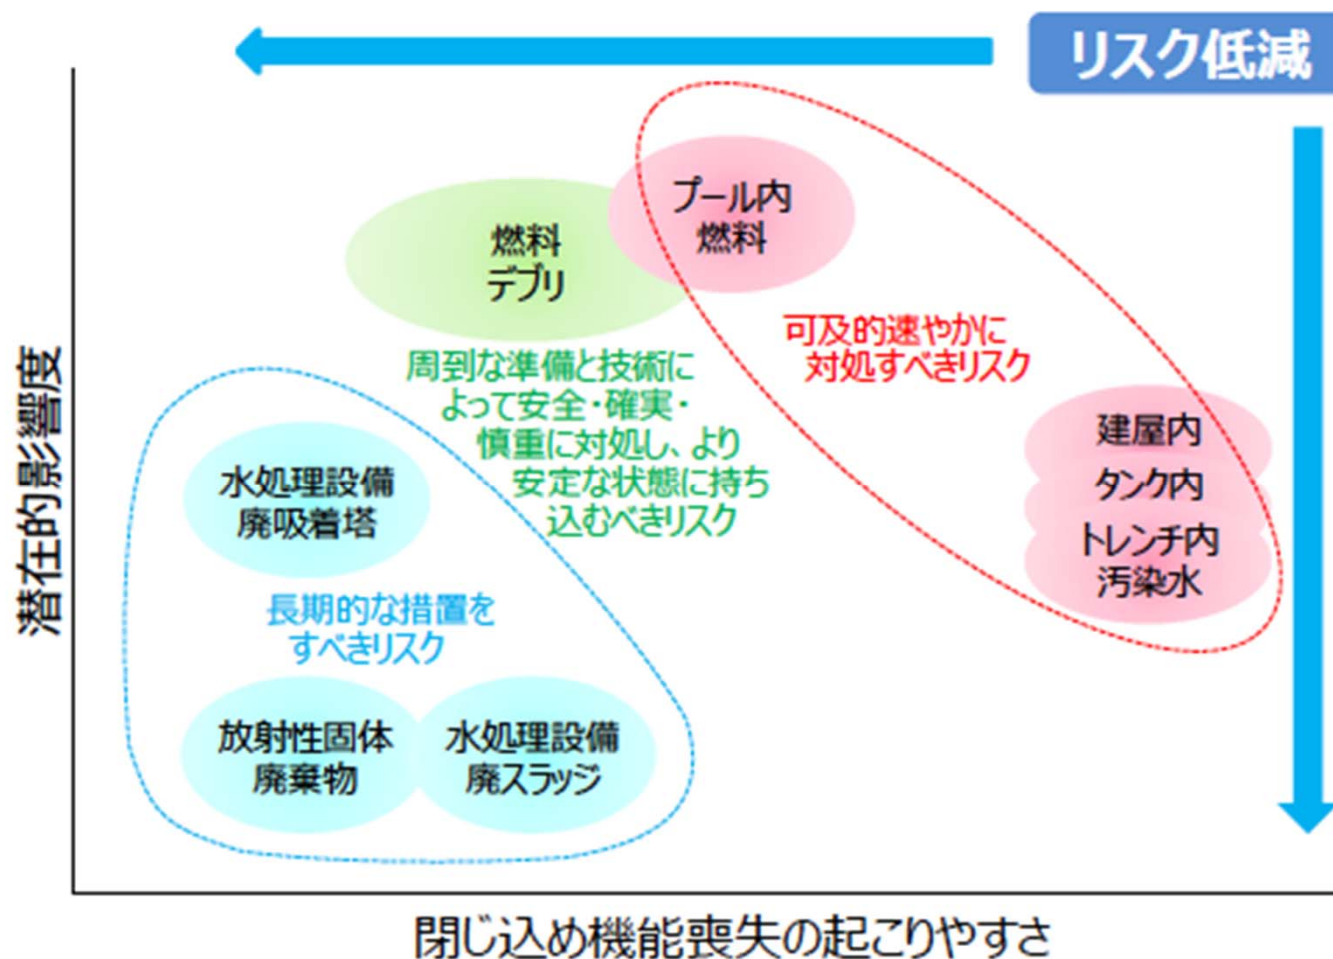 リスク低減
プール内
燃料
燃料
デブリ
可及的速やかに
対処すべきリスク
周到な準備と技術に
よって安全・確実・
慎重に対処し、より
安定な状態に持ち
込むべきリスク
建屋内
タンク内
トレンチ内
汚染水
水処理設備
廃吸着塔
長期的な措置を
すべきリスク
放射性固体
廃棄物
水処理設備
廃スラッジ
潜在的影響度
閉じ込め機能喪失の起こりやすさ